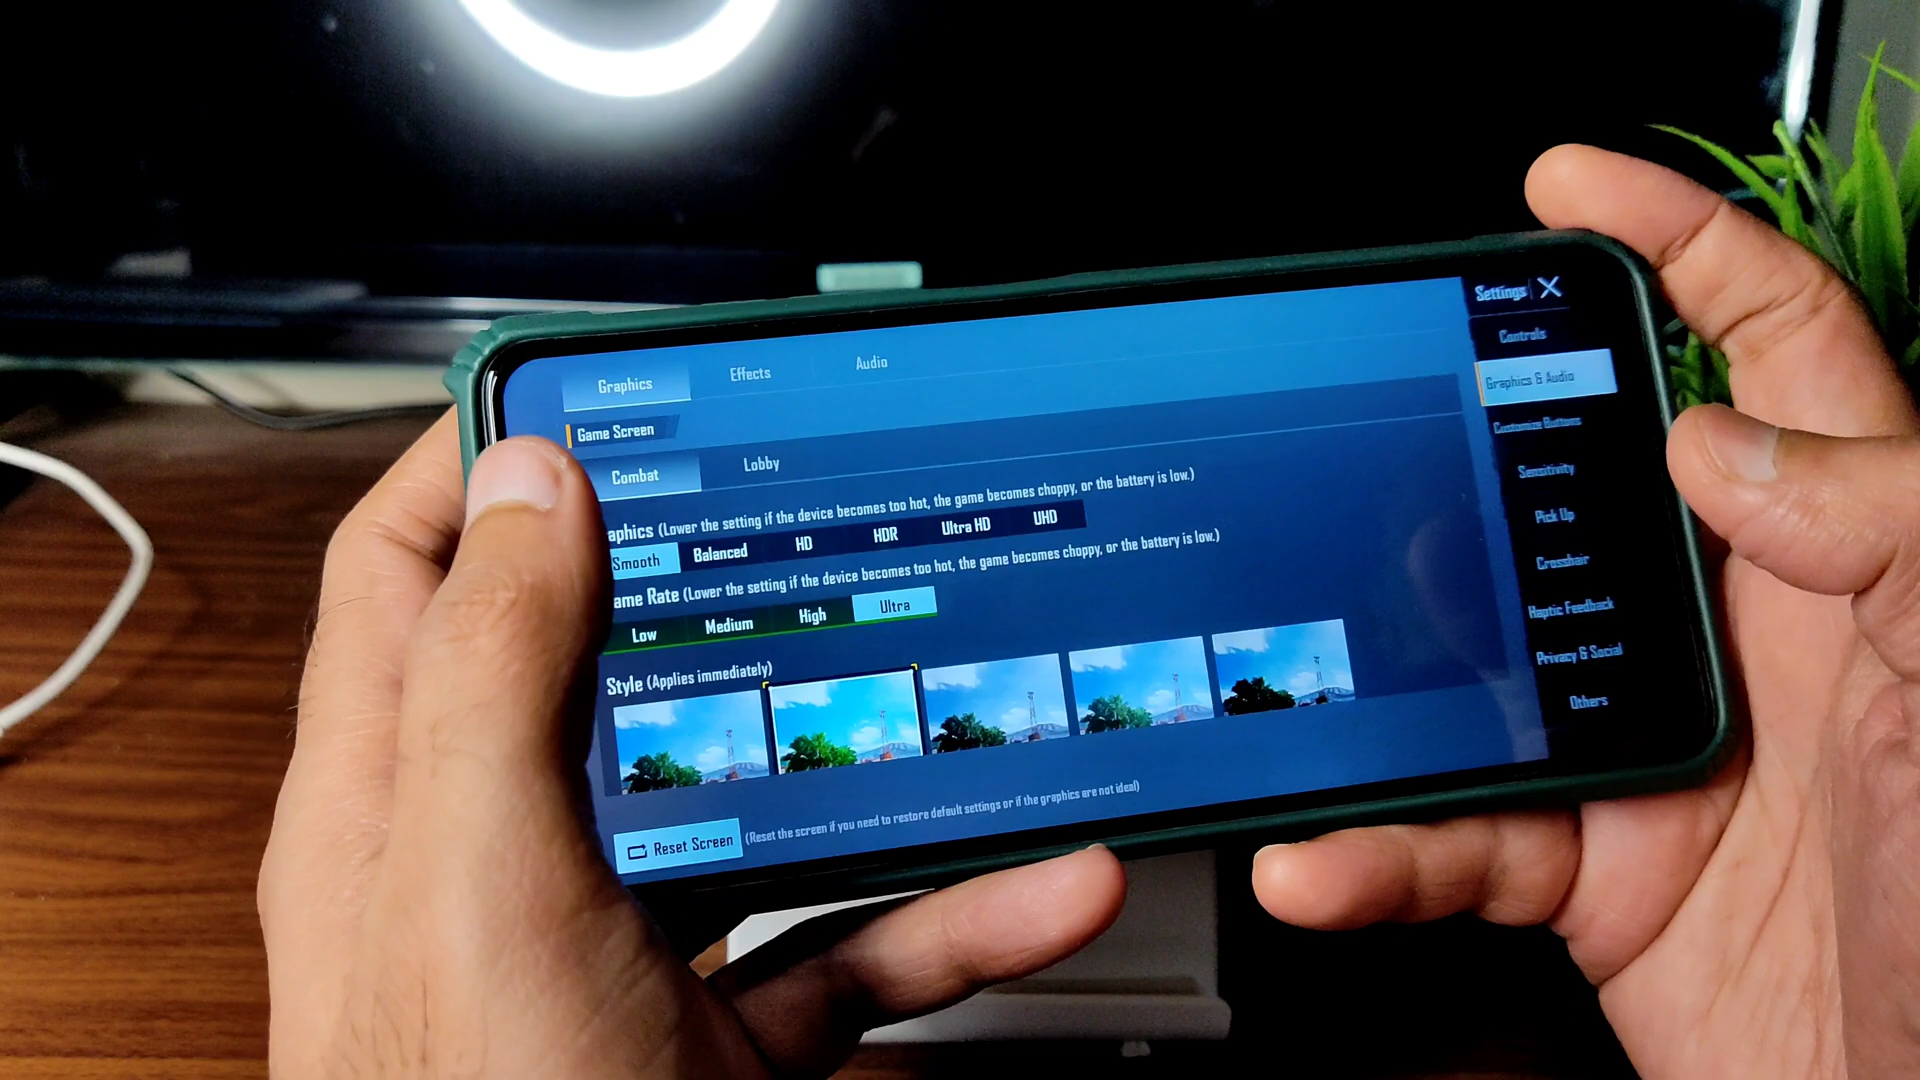 Graphics Effects Audio
Game Screen
Combat Lobby
aphics (Lower the setting if the device becomes too hot, the game becomes choppy, or the battery is low.)
Smooth Balanced HD HDR Ultra HD UHD
ame Rate (Lower the setting if the device becomes too hot, the game becomes choppy, or the battery is low.)
Low Medium High Ultra
Style (Applies immediately)
Reset Screen (Reset the screen if you need to restore default settings or if the graphics are not ideal)
Settings
Controls
Graphics & Audio
Customize Buttons
Sensitivity
Pick Up
Crosshair
Haptic Feedback
Privacy & Social
Others